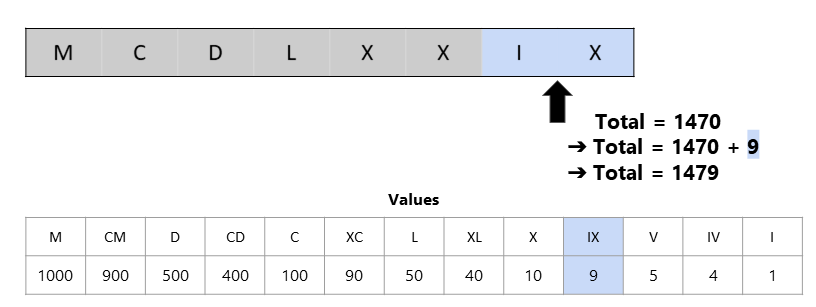 M C D L X X I X
Total = 1470
➔ Total = 1470 + 9
➔ Total = 1479
Values
M CM D CD C XC L XL X IX V IV I
1000 900 500 400 100 90 50 40 10 9 5 4 1